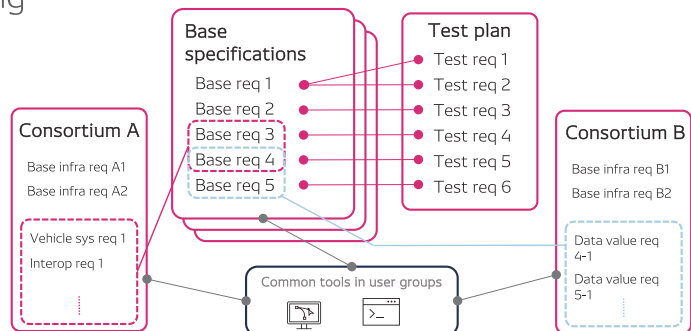 Base
specifications
Base req 1
Base req 2
Base req 3
Base req 4
Base req 5
Test plan
Test req 1
Test req 2
Test req 3
Test req 4
Test req 5
Test req 6
Consortium A
Base infra req A1
Base infra req A2
Vehicle sys req 1
Interop req 1
Consortium B
Base infra req B1
Base infra req B2
Data value req
4-1
Data value req
5-1
Common tools in user groups
>_